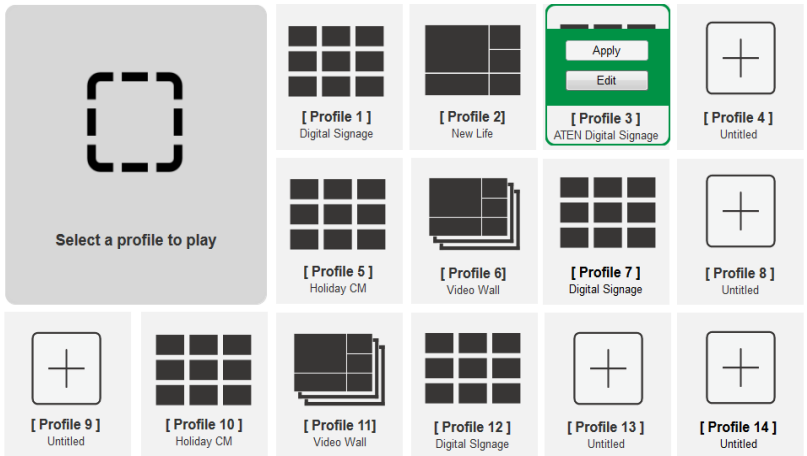 Select a profile to play
[ Profile 1 ]
Digital Signage
[ Profile 2]
New Life
Apply
Edit
[ Profile 3 ]
ATEN Digital Signage
[ Profile 4 ]
Untitled
[ Profile 5 ]
Holiday CM
[ Profile 6]
Video Wall
[ Profile 7 ]
Digital Signage
[ Profile 8 ]
Untitled
[ Profile 9 ]
Untitled
[ Profile 10 ]
Holiday CM
[ Profile 11]
Video Wall
[ Profile 12 ]
Digital SIgnage
[ Profile 13 ]
Untitled
[ Profile 14 ]
Untitled